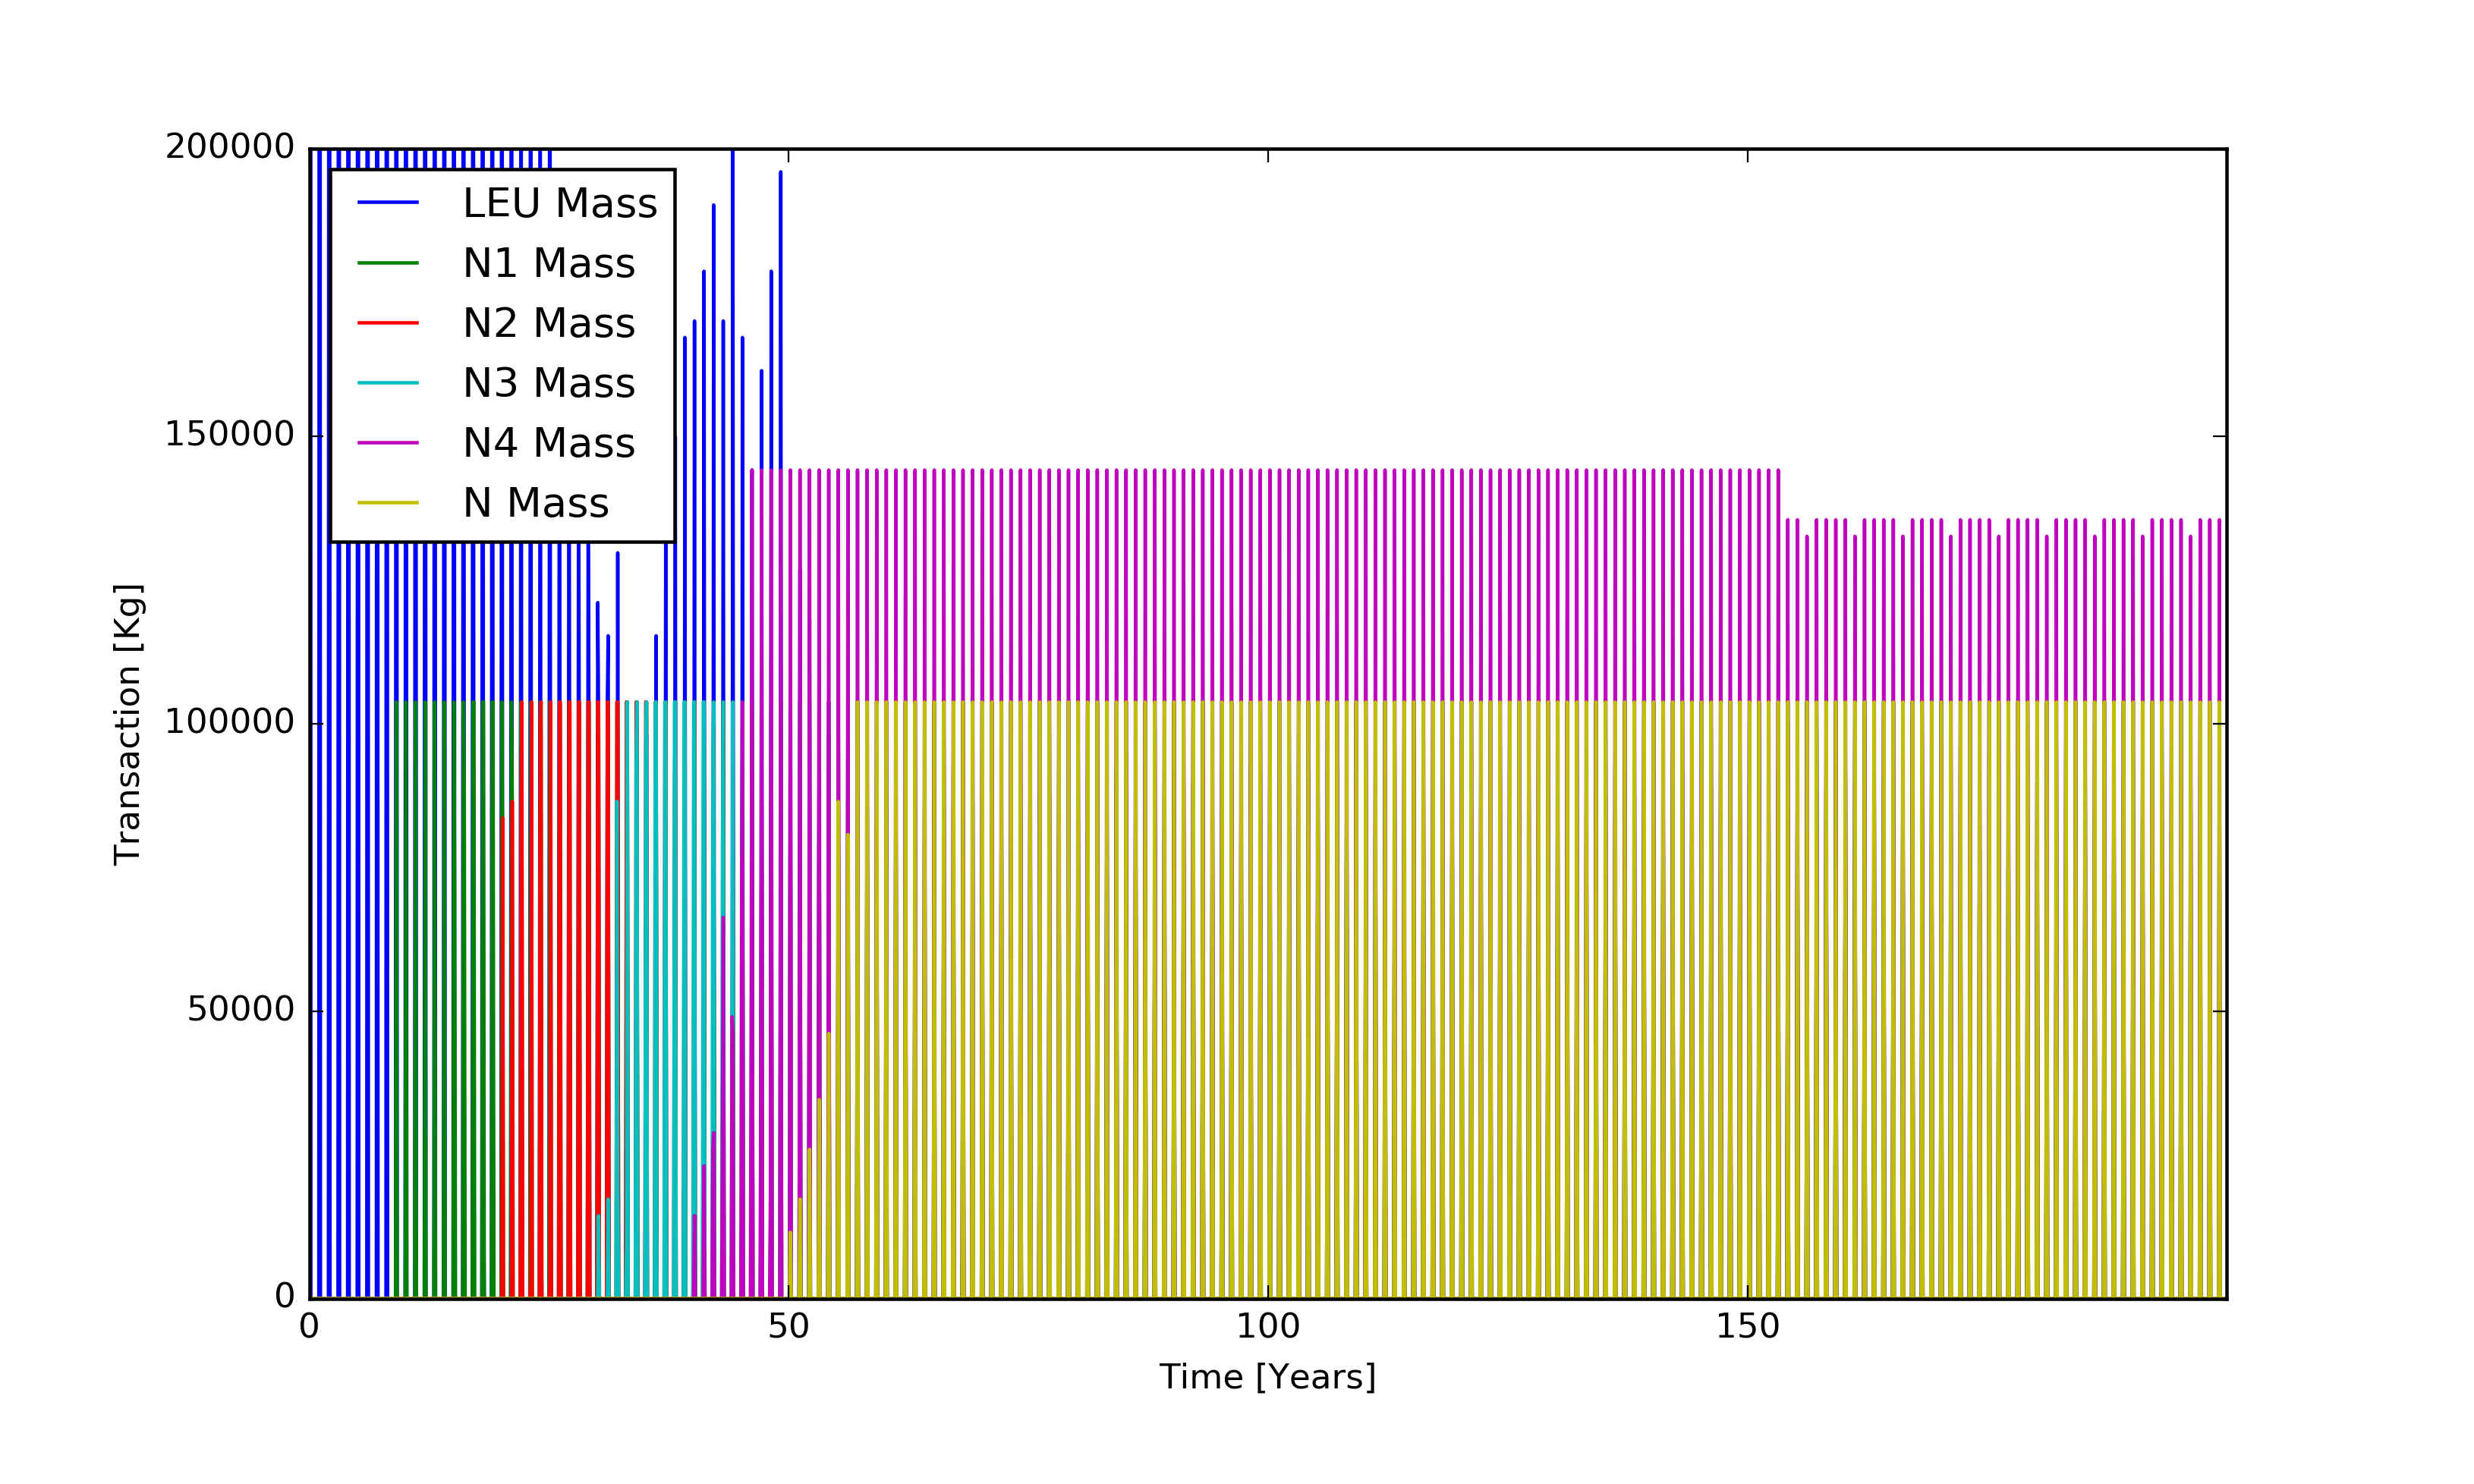 200000
150000
100000
50000
0
Transaction [Kg]
LEU Mass
N1 Mass
N2 Mass
N3 Mass
N4 Mass
N Mass
0 50 100 150
Time [Years]